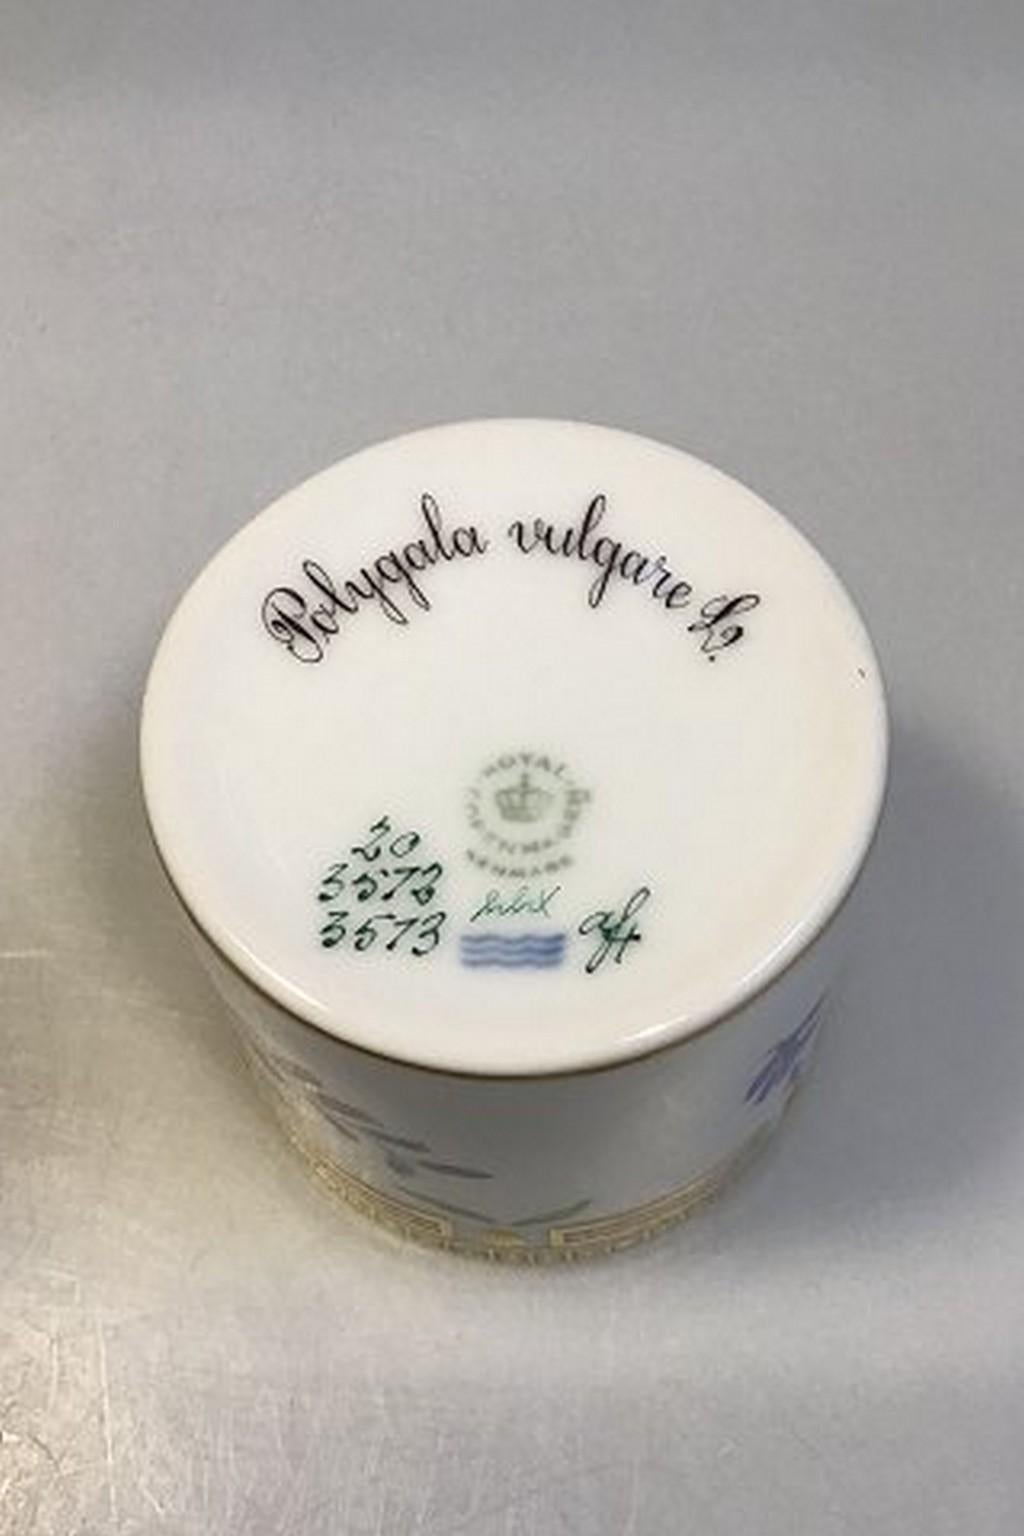 Polygala vulgare L.
ROYAL COPENHAGEN
DENMARK
20
3572
3573